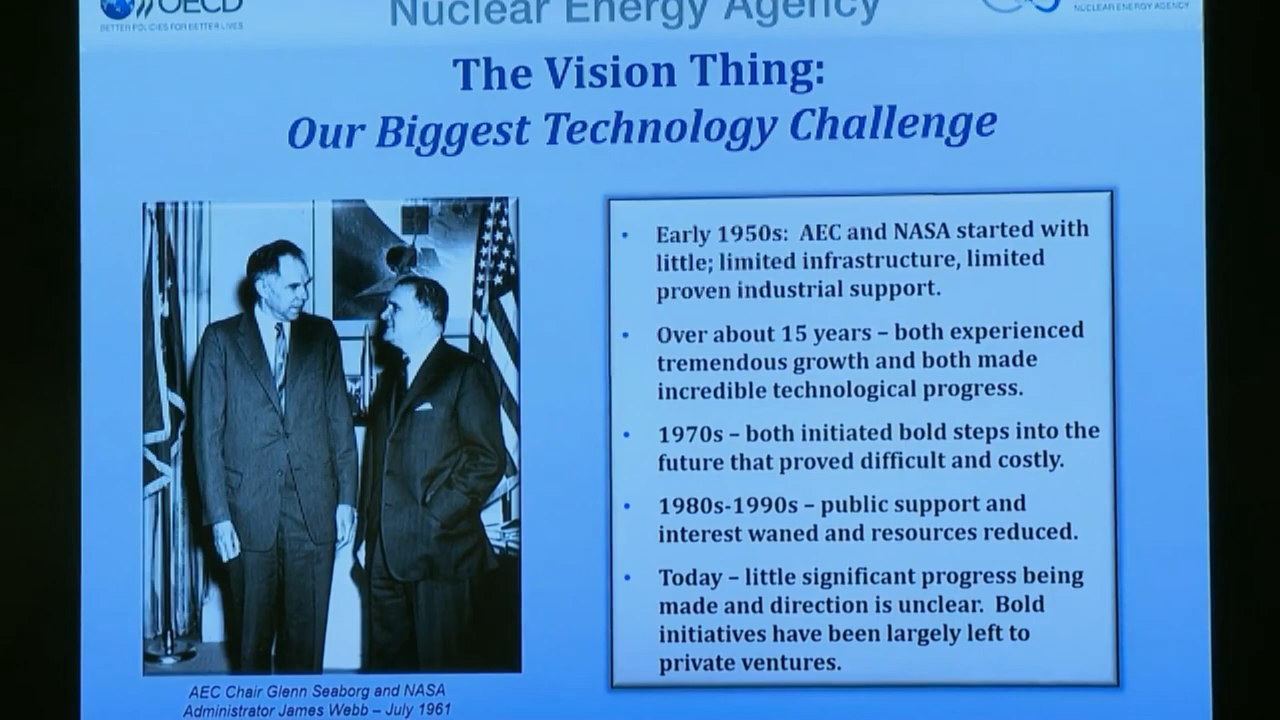 OECD
BETTER POLICIES FOR BETTER LIVES
Nuclear Energy Agency
NUCLEAR ENERGY AGENCY
The Vision Thing:
Our Biggest Technology Challenge
• Early 1950s: AEC and NASA started with
little; limited infrastructure, limited
proven industrial support.
• Over about 15 years – both experienced
tremendous growth and both made
incredible technological progress.
• 1970s – both initiated bold steps into the
future that proved difficult and costly.
• 1980s-1990s – public support and
interest waned and resources reduced.
• Today – little significant progress being
made and direction is unclear. Bold
initiatives have been largely left to
private ventures.
AEC Chair Glenn Seaborg and NASA
Administrator James Webb – July 1961